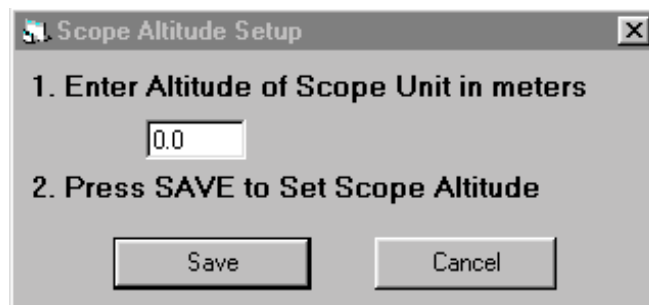 Scope Altitude Setup
1. Enter Altitude of Scope Unit in meters
0.0
2. Press SAVE to Set Scope Altitude
Save Cancel